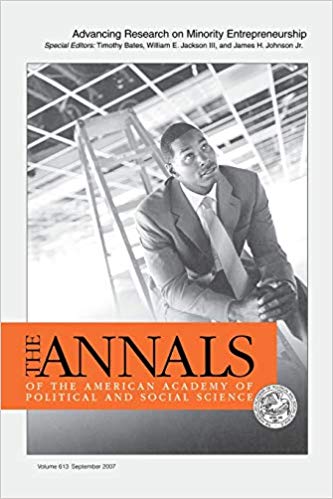 Advancing Research on Minority Entrepreneurship
Special Editors: Timothy Bates, William E. Jackson III, and James H. Johnson Jr.
THE ANNALS
OF THE AMERICAN ACADEMY OF
POLITICAL AND SOCIAL SCIENCE
Volume 613 September 2007